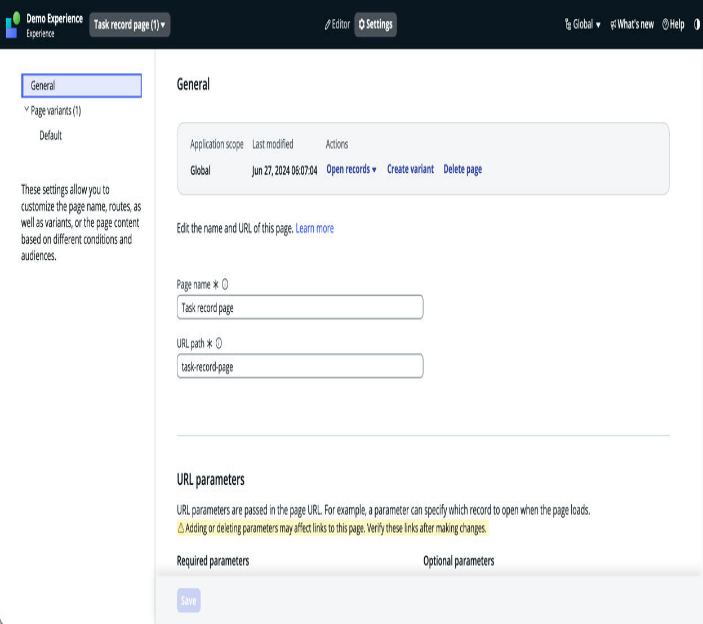 Demo Experience
Experience
Task record page (1)
Editor
Settings
Global
What's new
Help
General
Page variants (1)
Default
These settings allow you to
customize the page name, routes, as
well as variants, or the page content
based on different conditions and
audiences.
General
Application scope Last modified Actions
Global Jun 27, 2024 06:07:04 Open records Create variant Delete page
Edit the name and URL of this page. Learn more
Page name *
Task record page
URL path *
task-record-page
URL parameters
URL parameters are passed in the page URL. For example, a parameter can specify which record to open when the page loads.
Adding or deleting parameters may affect links to this page. Verify these links after making changes.
Required parameters Optional parameters
Save